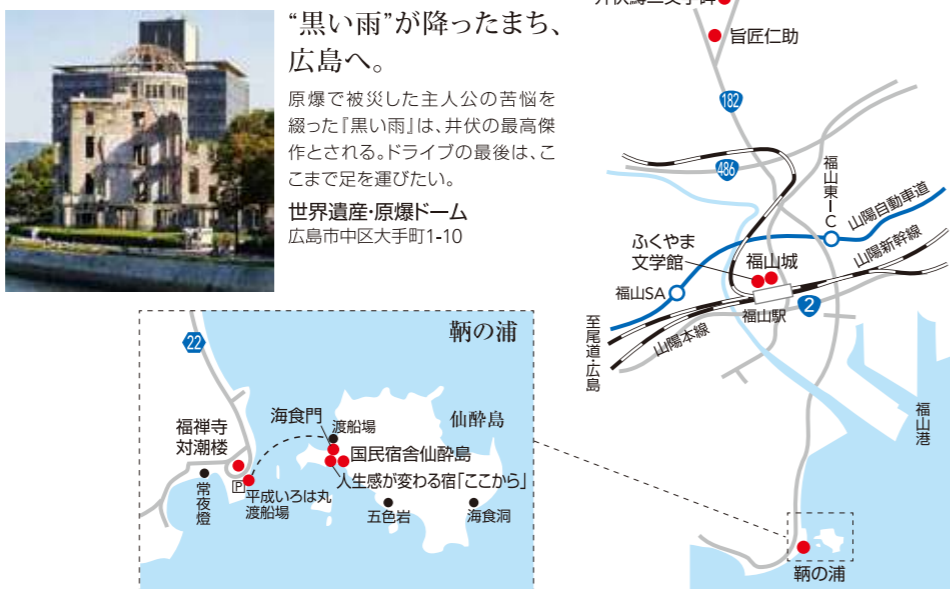 “黒い雨”が降ったまち、
広島へ。
原爆で被災した主人公の苦悩を
綴った『黒い雨』は、井伏の最高傑
作とされる。ドライブの最後は、こ
こまで足を運びたい。
世界遺産・原爆ドーム
広島市中区大手町1-10
旨匠仁助
182
486
福山東IC
山陽自動車道
山陽新幹線
ふくやま
文学館
福山城
福山SA
福山駅
2
山陽本線
至尾道・広島
福山港
鞆の浦
鞆の浦
22
福禅寺
対潮楼
海食門
渡船場
仙酔島
国民宿舎仙酔島
人生感が変わる宿「ここから」
P
平成いろは丸
渡船場
常夜燈
五色岩
海食洞